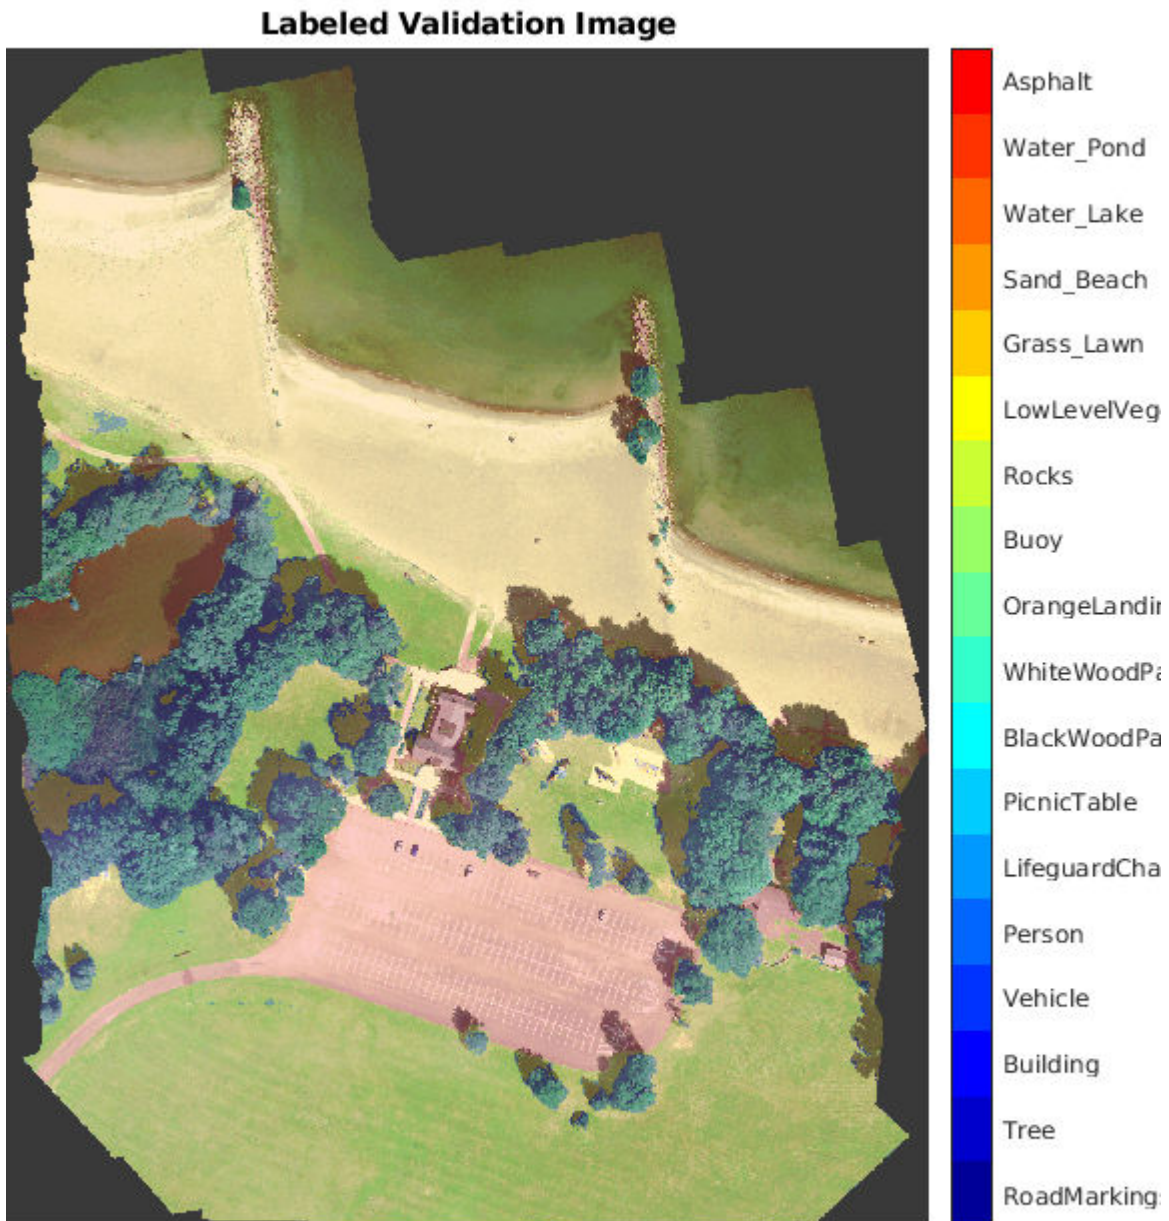 Labeled Validation Image
Asphalt
Water_Pond
Water_Lake
Sand_Beach
Grass_Lawn
LowLevelVeg
Rocks
Buoy
OrangeLandin
WhiteWoodPa
BlackWoodPa
PicnicTable
LifeguardCha
Person
Vehicle
Building
Tree
RoadMarking